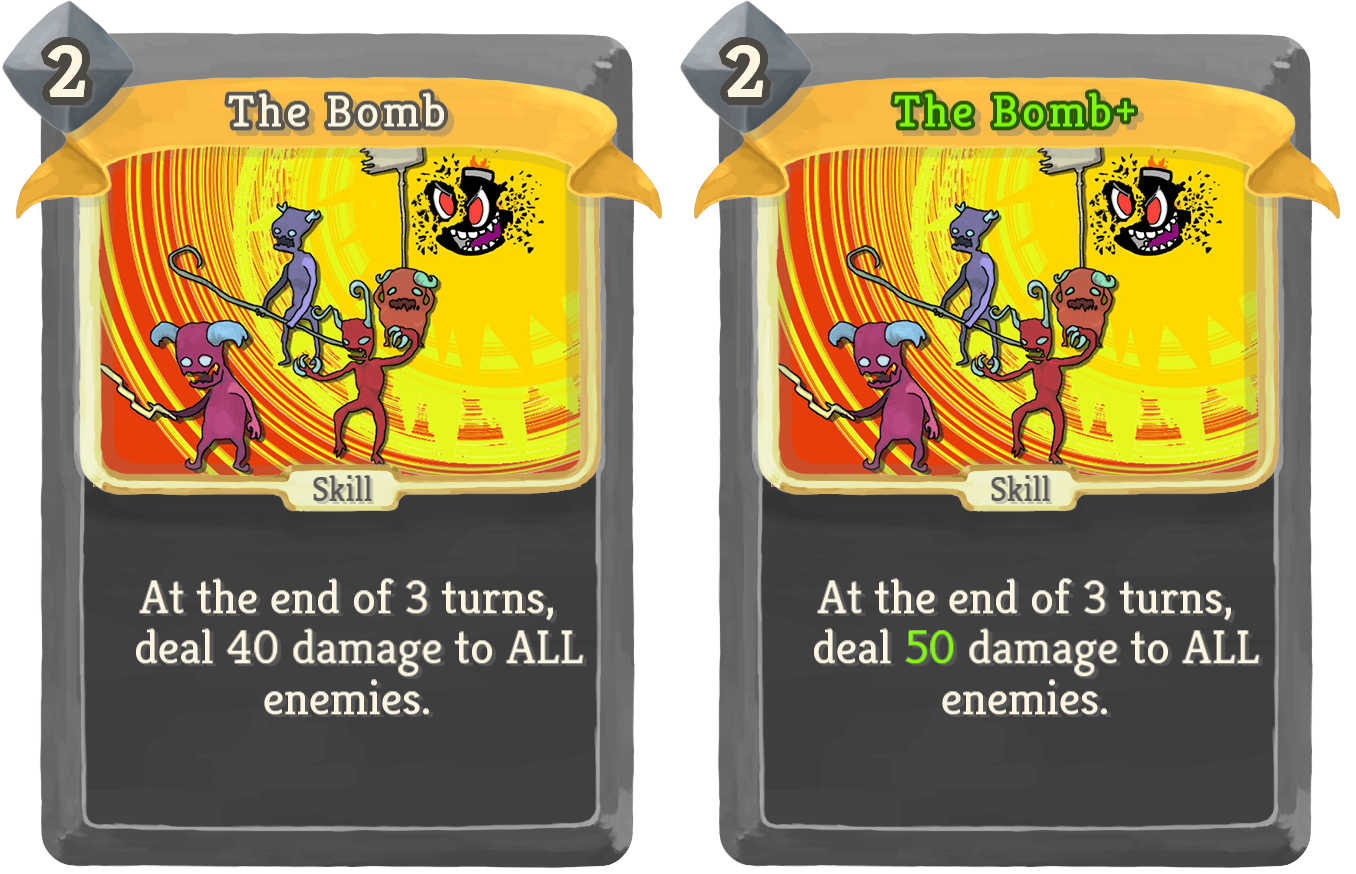 2
The Bomb
Skill
At the end of 3 turns,
deal 40 damage to ALL
enemies.
2
The Bomb+
Skill
At the end of 3 turns,
deal 50 damage to ALL
enemies.